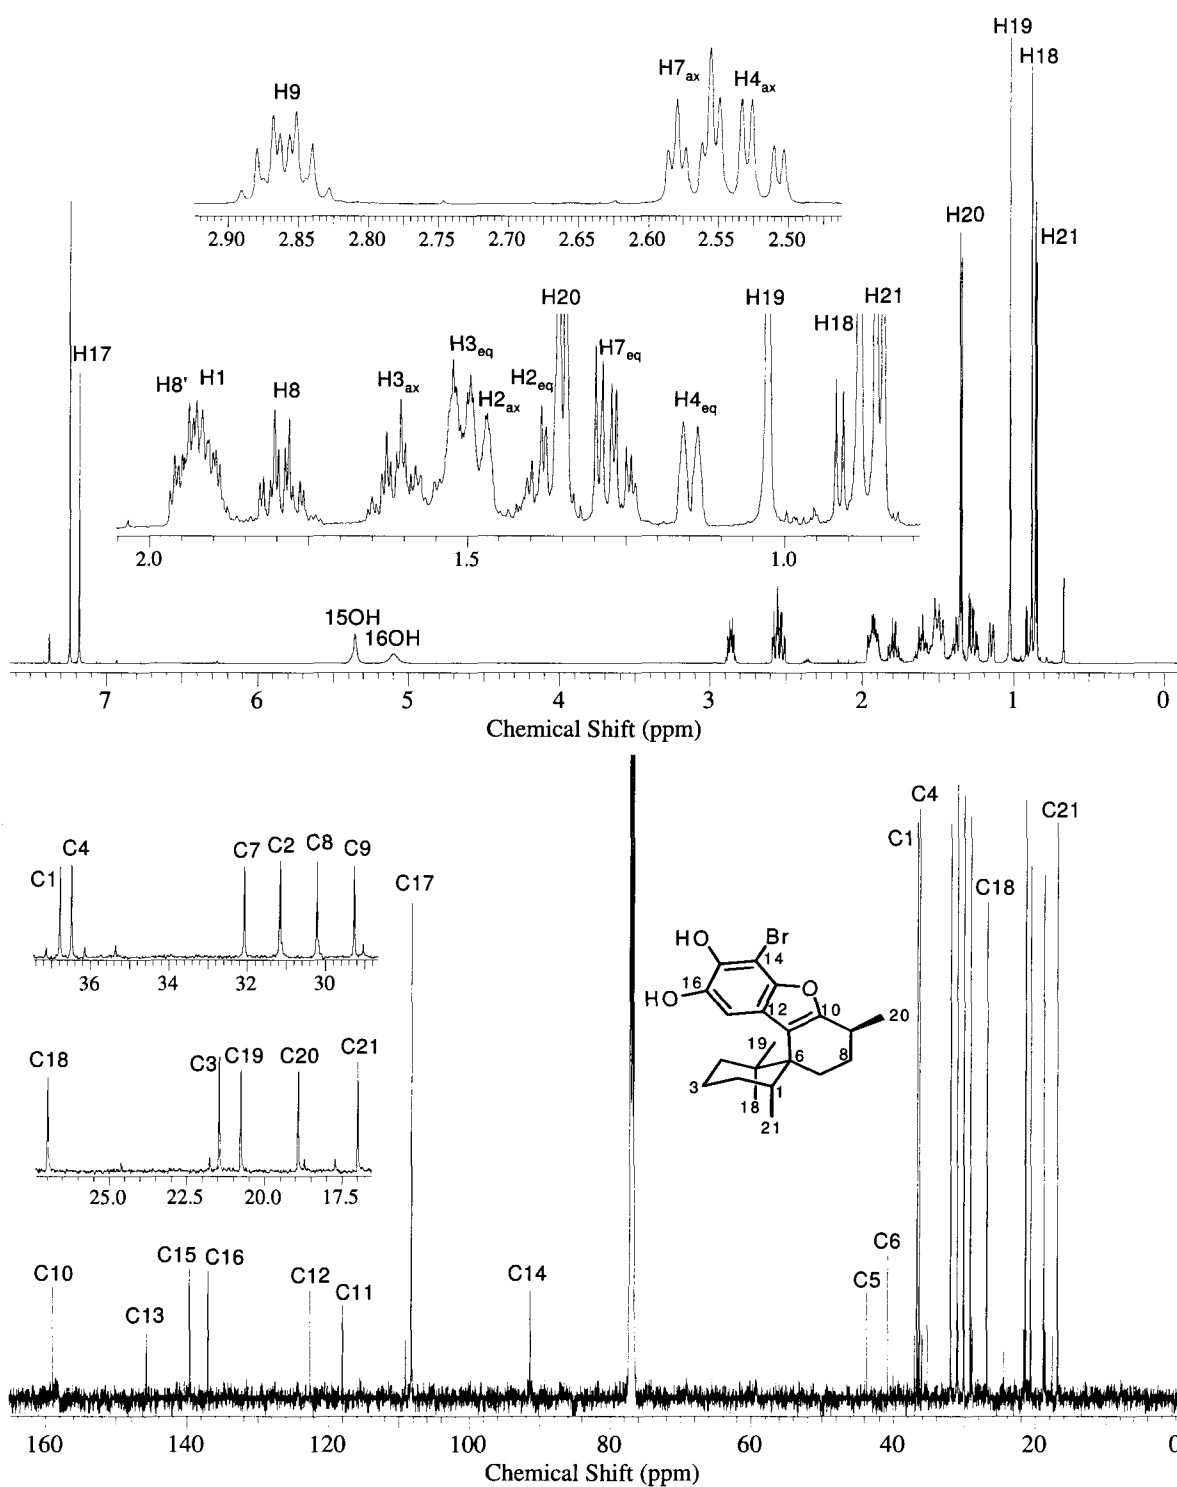 H19
H18
H9
H7ax
H4ax
H20
H21
2.90 2.85 2.80 2.75 2.70 2.65 2.60 2.55 2.50
H17
H8' H1 H8 H3ax H3eq H2ax H2eq H20 H7eq H4eq H19 H18 H21
2.0 1.5 1.0
15OH
16OH
7 6 5 4 3 2 1 0
Chemical Shift (ppm)
C4
C1
C21
C18
C17
C1 C4 C7 C2 C8 C9
36 34 32 30
HO Br
14
16 O
HO 12 10 20
19 6 8
3 1
18
21
C18 C3 C19 C20 C21
25.0 22.5 20.0 17.5
C10 C13 C15 C16 C12 C11 C14 C5 C6
160 140 120 100 80 60 40 20 0
Chemical Shift (ppm)